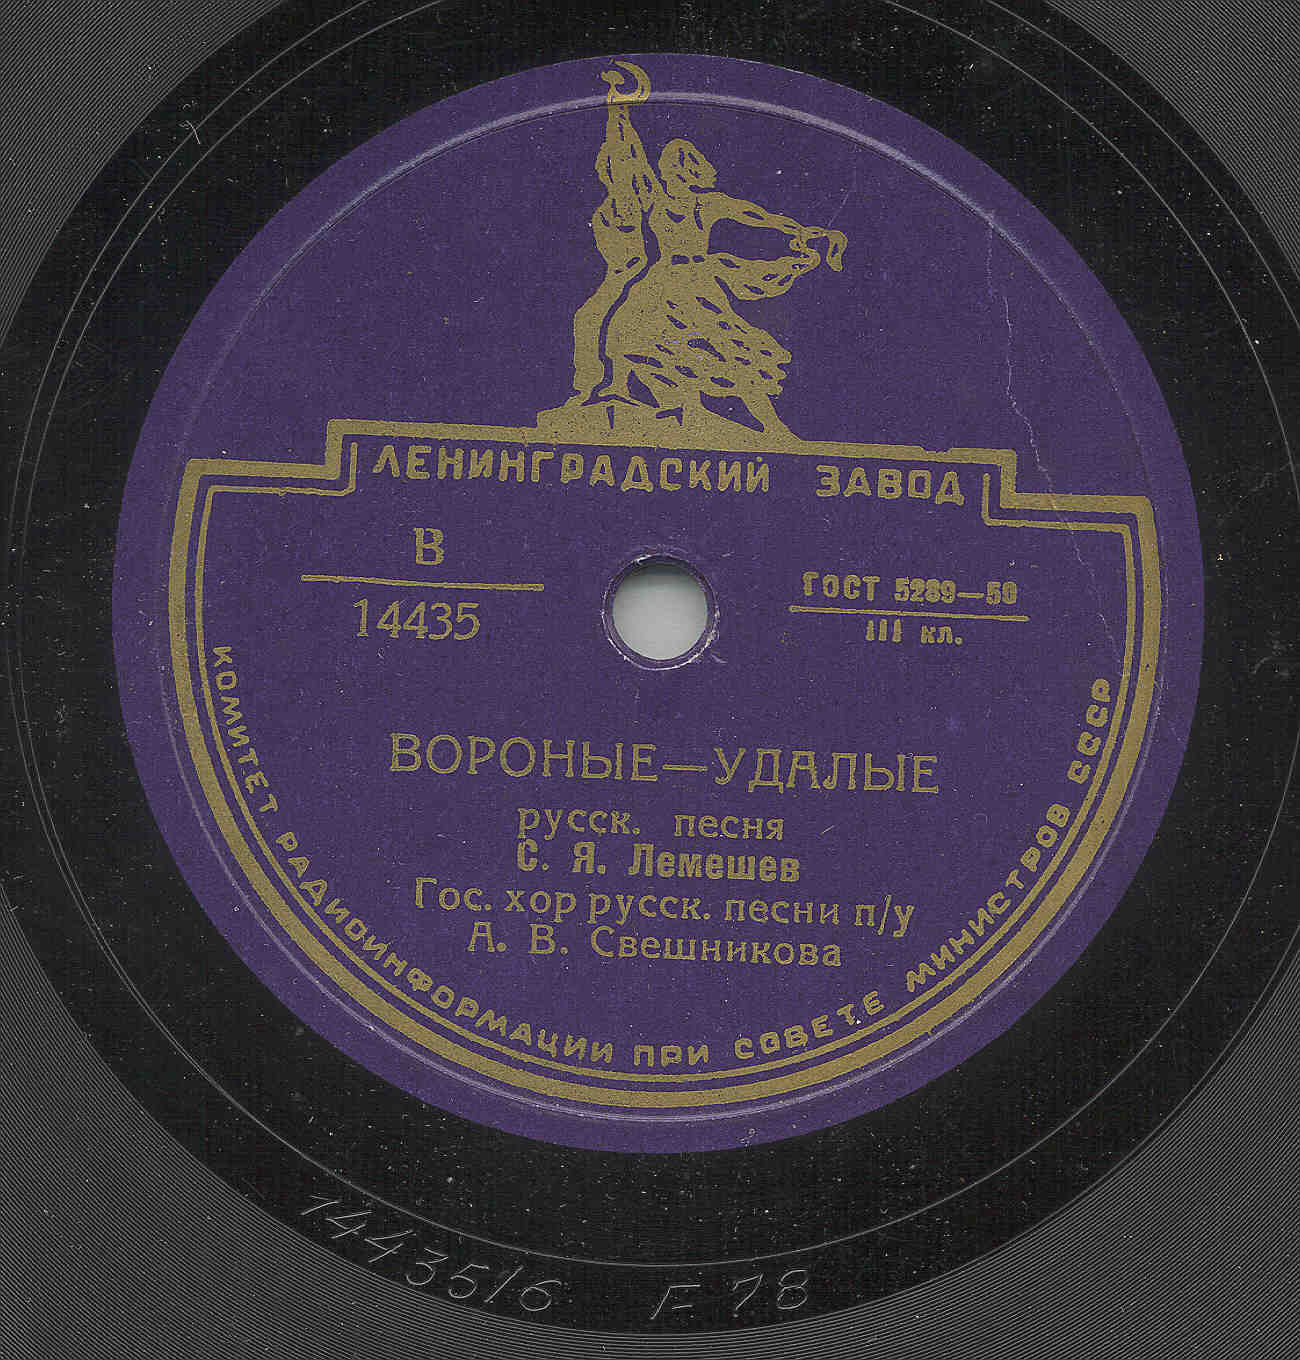 ЛЕНИНГРАДСКИЙ ЗАВОД
В
14435
ГОСТ 5289—50
III кл.
ВОРОНЫЕ—УДАЛЫЕ
русск. песня
С. Я. Лемешев
Гос. хор русск. песни п/у
А. В. Свешникова
КОМИТЕТ РАДИОИНФОРМАЦИИ ПРИ СОВЕТЕ МИНИСТРОВ СССР
14435/6 F 78